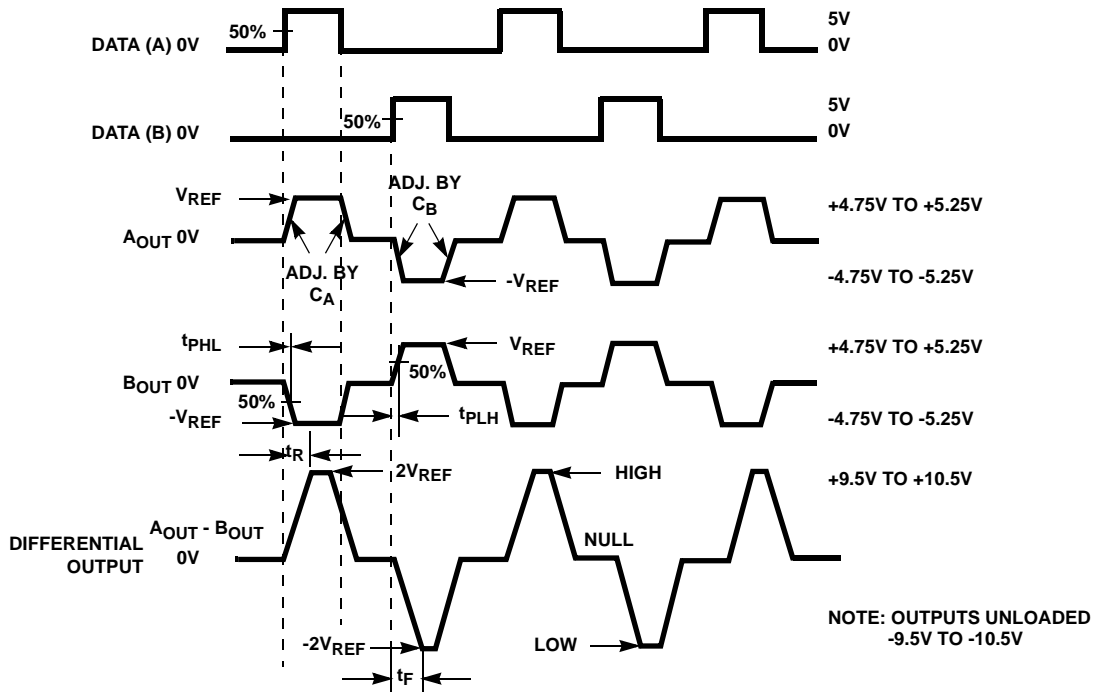 5V
50%
DATA (A) 0V
0V
5V
50%
DATA (B) 0V
0V
ADJ. BY
CB
VREF
+4.75V TO +5.25V
AOUT 0V
ADJ. BY
CA
-VREF
-4.75V TO -5.25V
tPHL
VREF
+4.75V TO +5.25V
BOUT 0V
50%
50%
-VREF
tPLH
-4.75V TO -5.25V
tR
2VREF
HIGH
+9.5V TO +10.5V
AOUT - BOUT
DIFFERENTIAL
OUTPUT
0V
NULL
NOTE: OUTPUTS UNLOADED
-9.5V TO -10.5V
-2VREF
LOW
tF